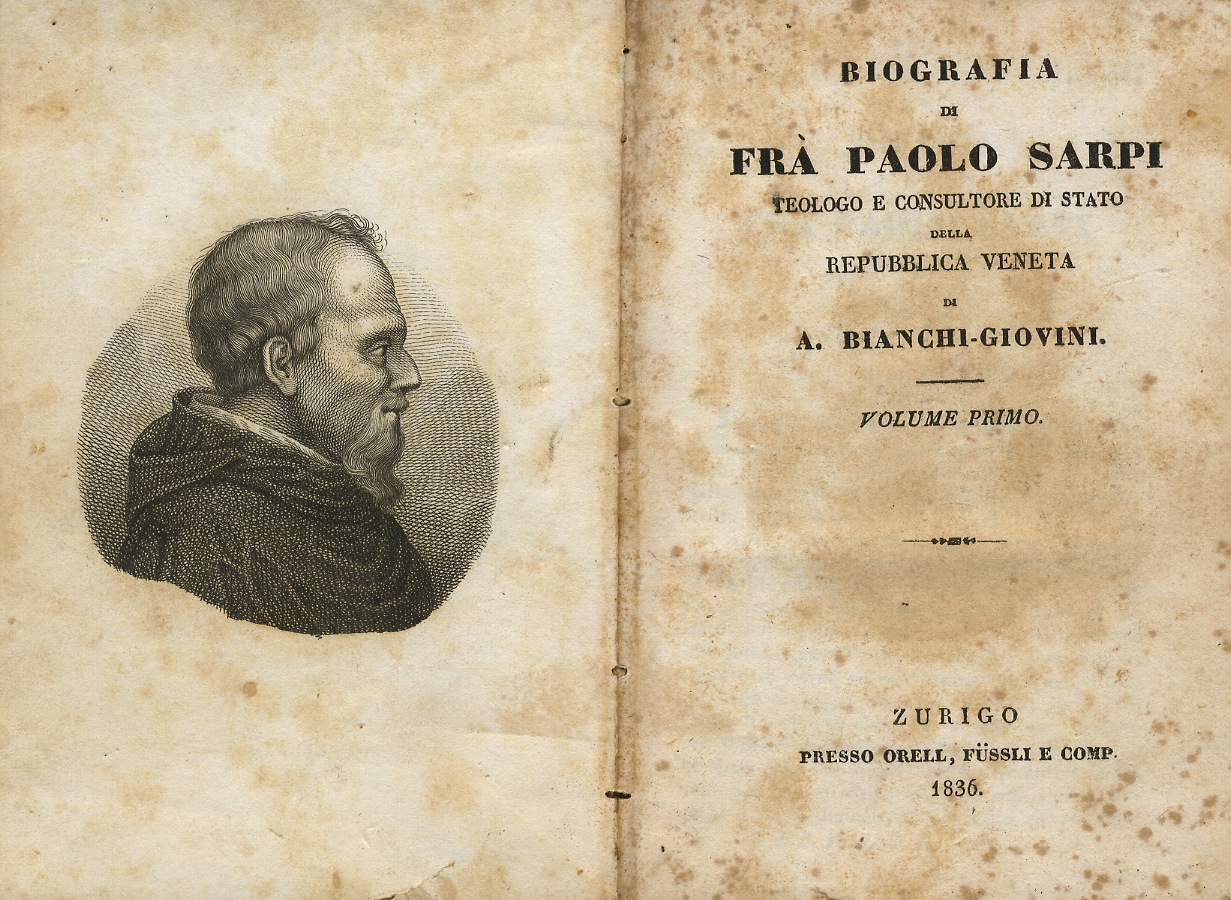 BIOGRAFIA
DI
FRÀ PAOLO SARPI
TEOLOGO E CONSULTORE DI STATO
DELLA
REPUBBLICA VENETA
DI
A. BIANCHI-GIOVINI.
VOLUME PRIMO.
ZURIGO
PRESSO ORELL, FÜSSLI E COMP.
1836.